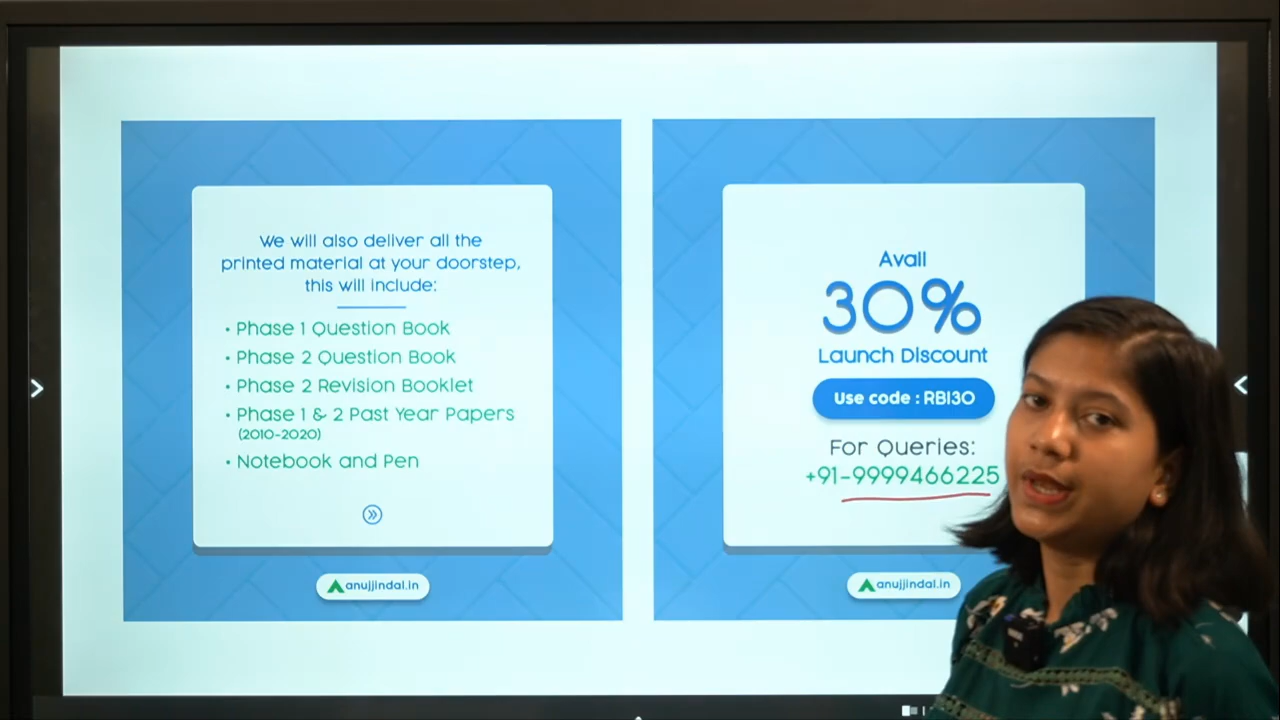 We will also deliver all the
printed material at your doorstep,
this will include:
• Phase 1 Question Book
• Phase 2 Question Book
• Phase 2 Revision Booklet
• Phase 1 & 2 Past Year Papers
(2010-2020)
• Notebook and Pen
anujjindal.in
Avail
30%
Launch Discount
Use code : RBI30
For Queries:
+91-9999466225
anujjindal.in